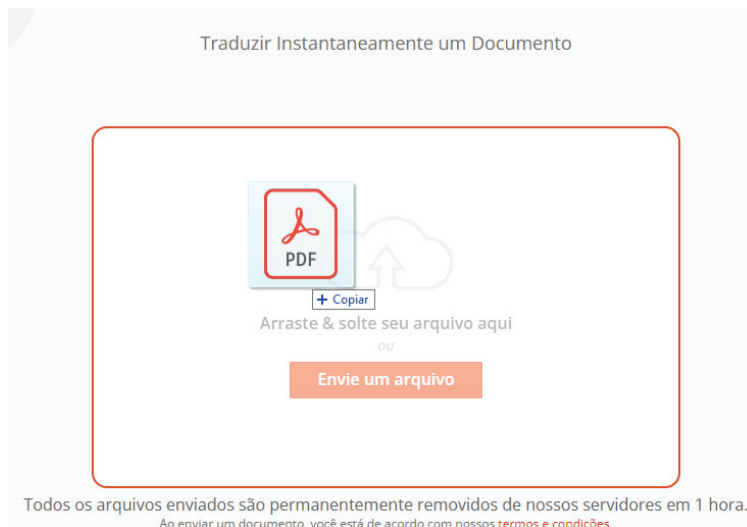 Traduzir Instantaneamente um Documento
PDF
+ Copiar
Arraste & solte seu arquivo aqui
ou
Envie um arquivo
Todos os arquivos enviados são permanentemente removidos de nossos servidores em 1 hora.
Ao enviar um documento, você está de acordo com nossos termos e condições.